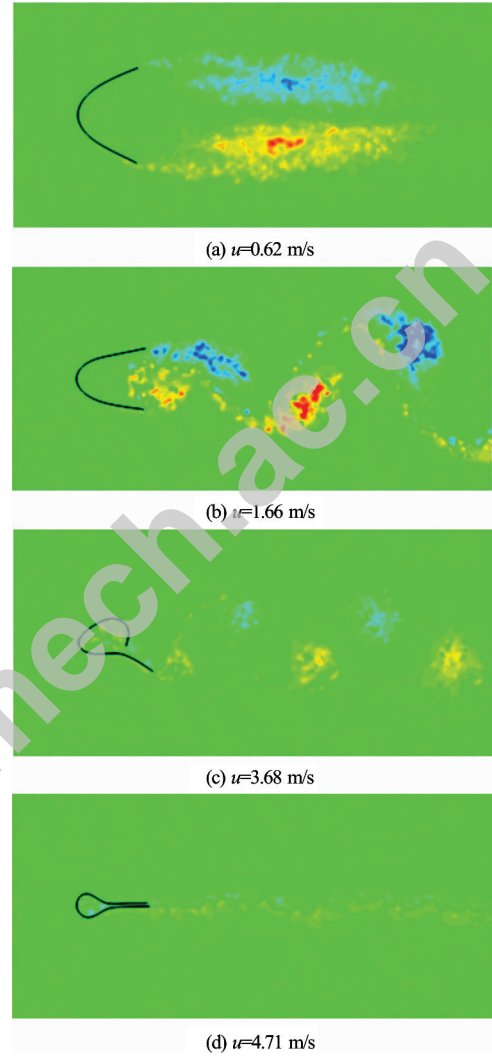 (a) u=0.62 m/s
(b) u=1.66 m/s
(c) u=3.68 m/s
(d) u=4.71 m/s
mech.ac.cn